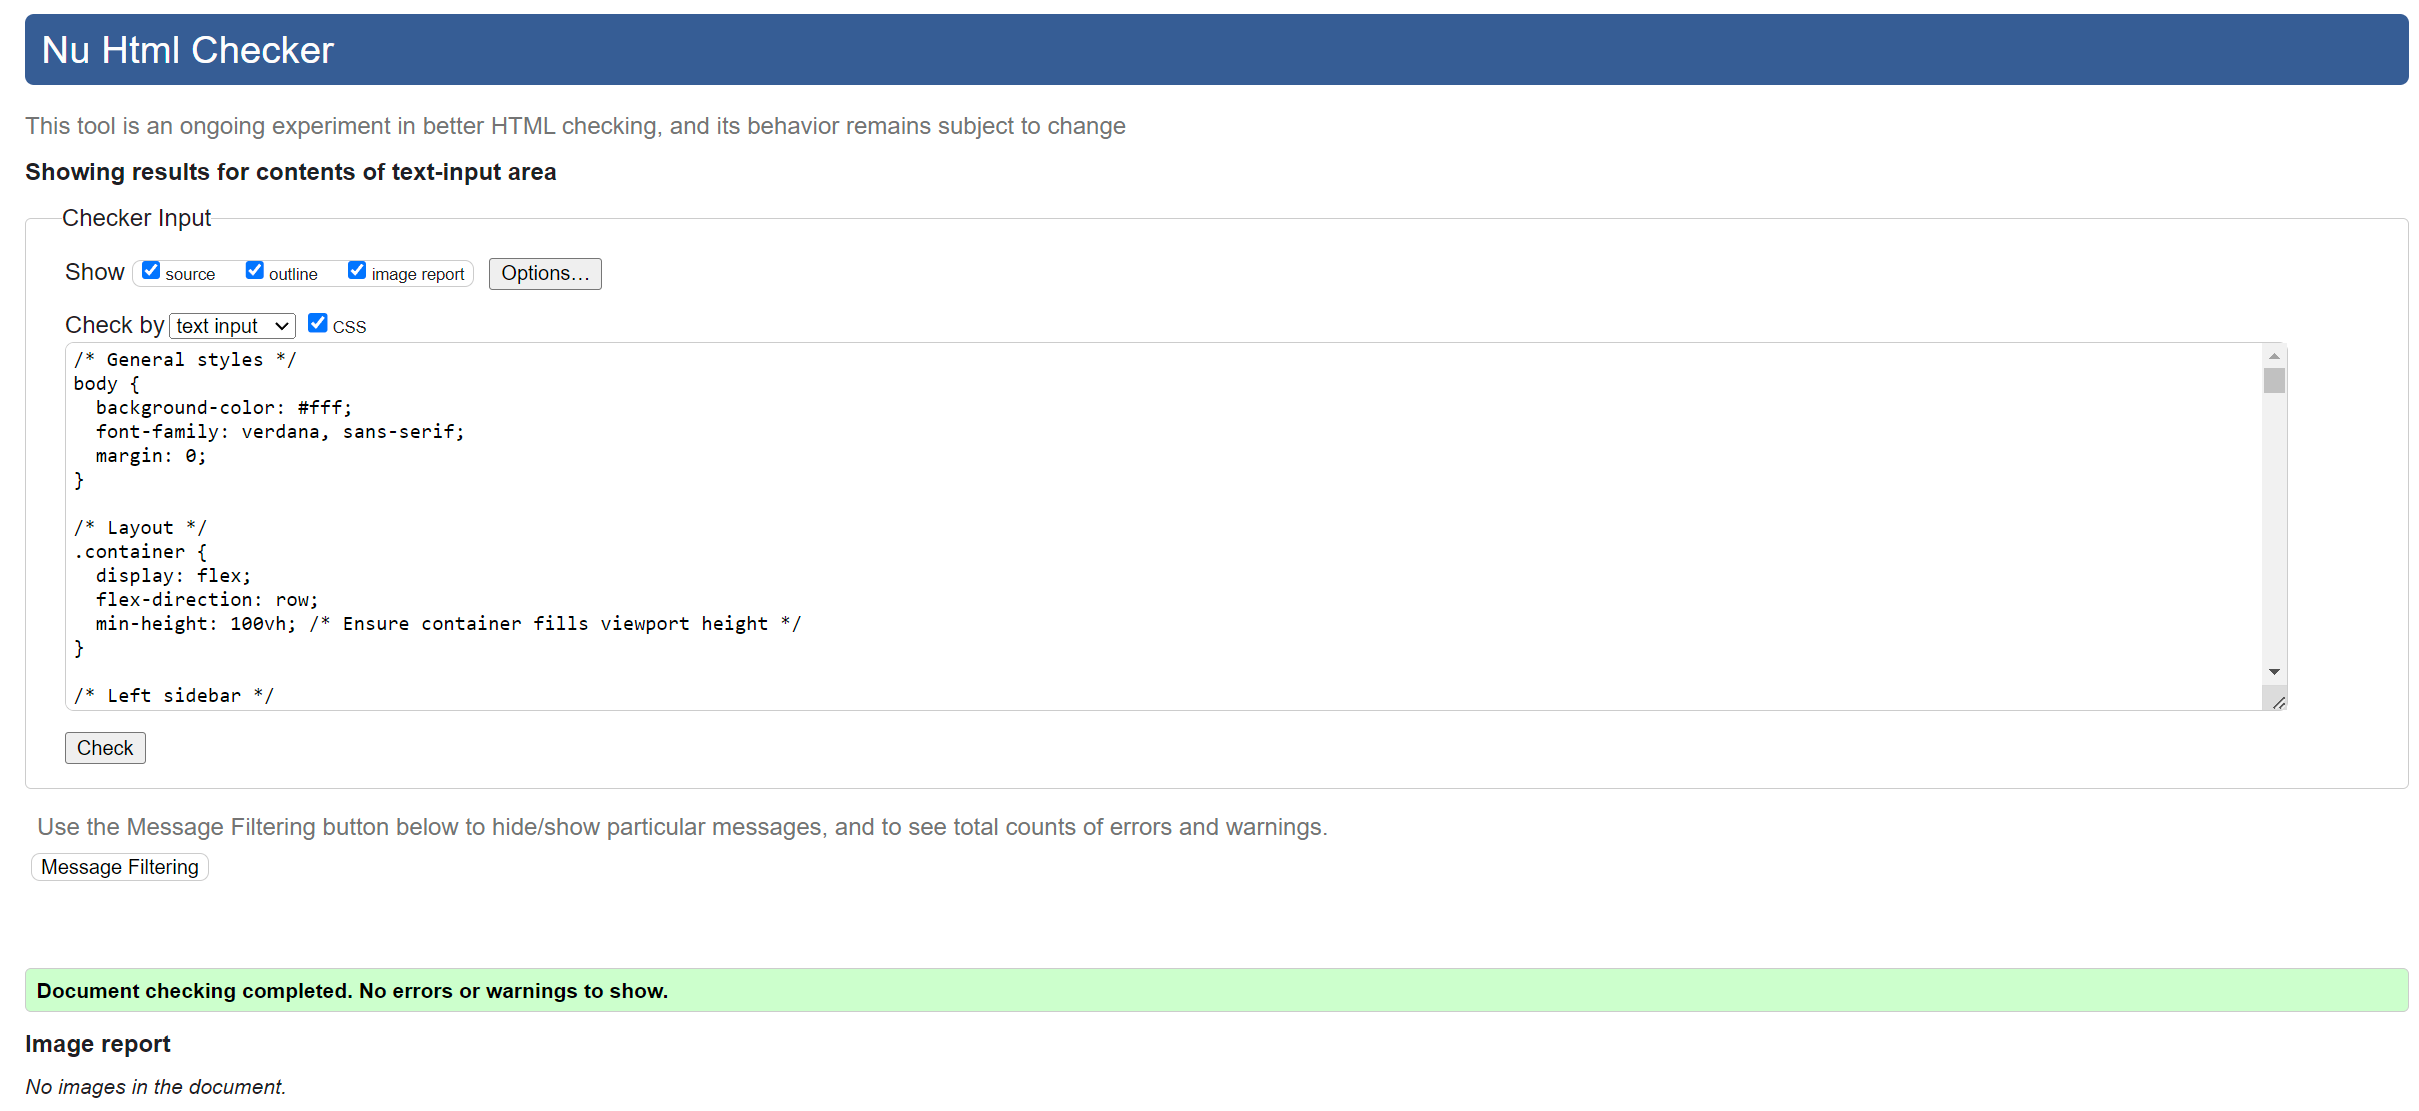 Nu Html Checker
This tool is an ongoing experiment in better HTML checking, and its behavior remains subject to change
Showing results for contents of text-input area
Checker Input
Show source outline image report Options…
Check by text input CSS
/* General styles */
body {
  background-color: #fff;
  font-family: verdana, sans-serif;
  margin: 0;
}
/* Layout */
.container {
  display: flex;
  flex-direction: row;
  min-height: 100vh; /* Ensure container fills viewport height */
}
/* Left sidebar */
Check
Use the Message Filtering button below to hide/show particular messages, and to see total counts of errors and warnings.
Message Filtering
Document checking completed. No errors or warnings to show.
Image report
No images in the document.